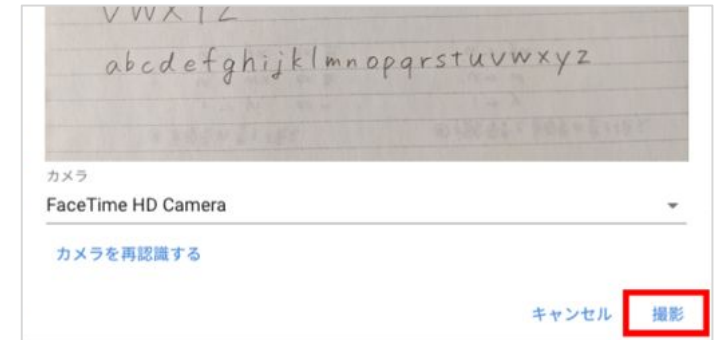 VWXYZ
abcdefghijklmnopqrstuvwxyz
カメラ
FaceTime HD Camera
カメラを再認識する
キャンセル 撮影